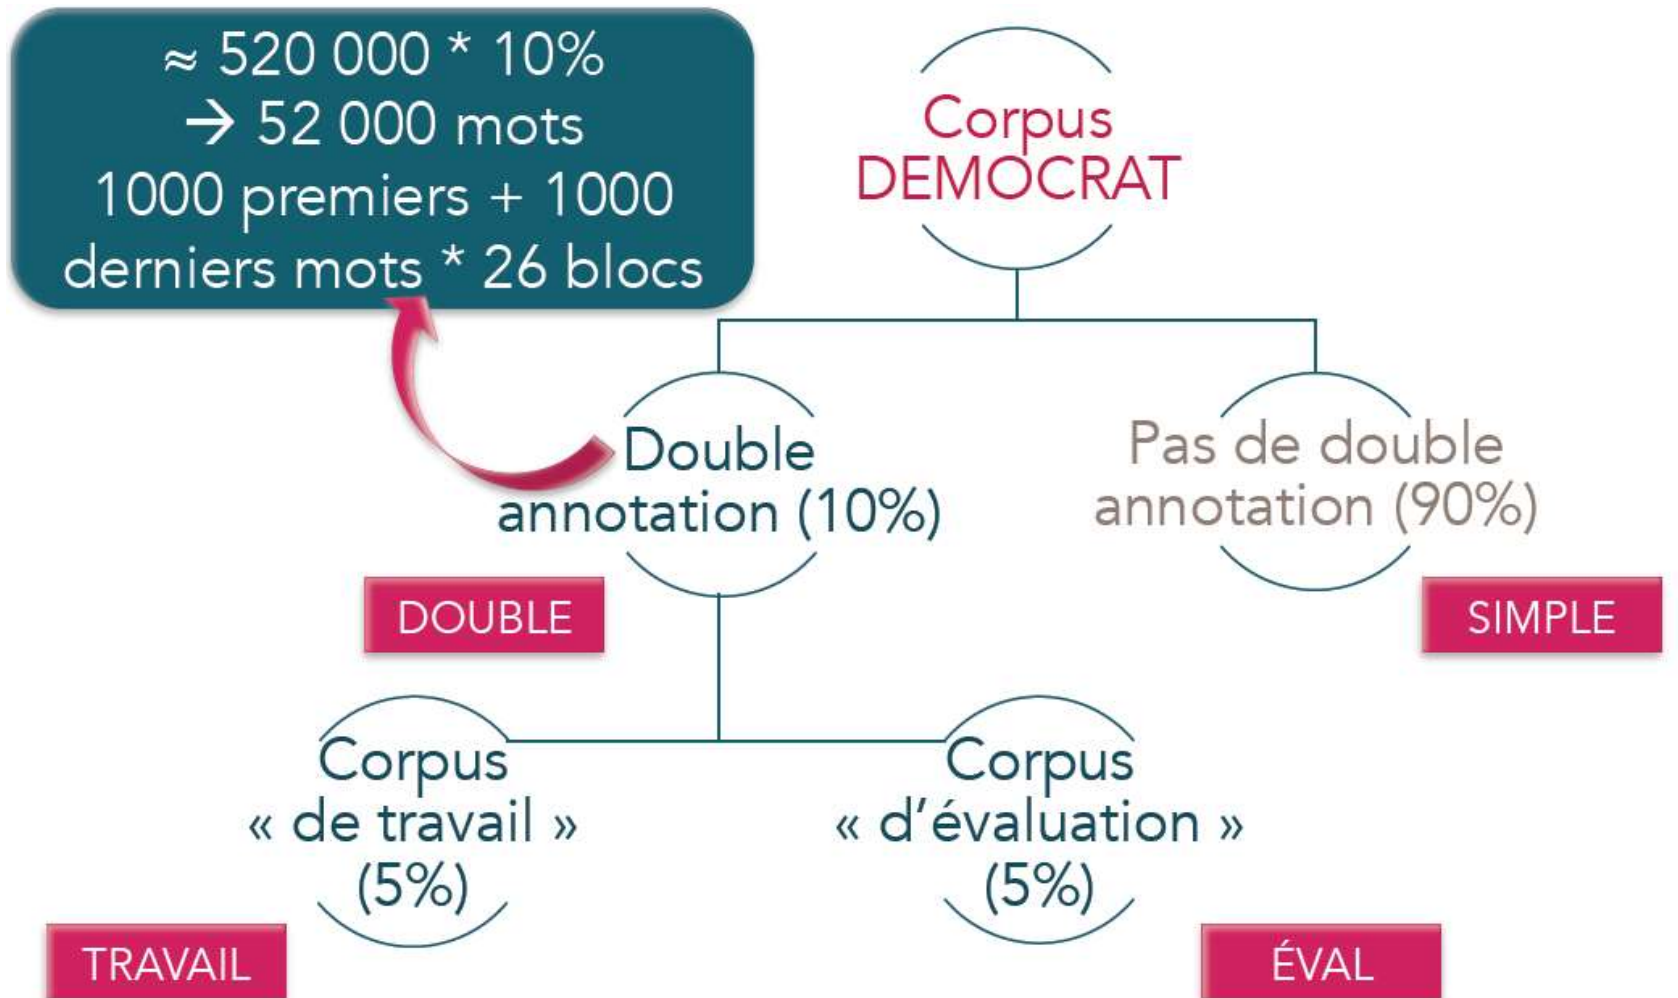 ≈ 520 000 * 10%
→ 52 000 mots
1000 premiers + 1000
derniers mots * 26 blocs
Corpus
DEMOCRAT
Double
annotation (10%)
Pas de double
annotation (90%)
DOUBLE
SIMPLE
Corpus
« de travail »
(5%)
Corpus
« d'évaluation »
(5%)
TRAVAIL
ÉVAL